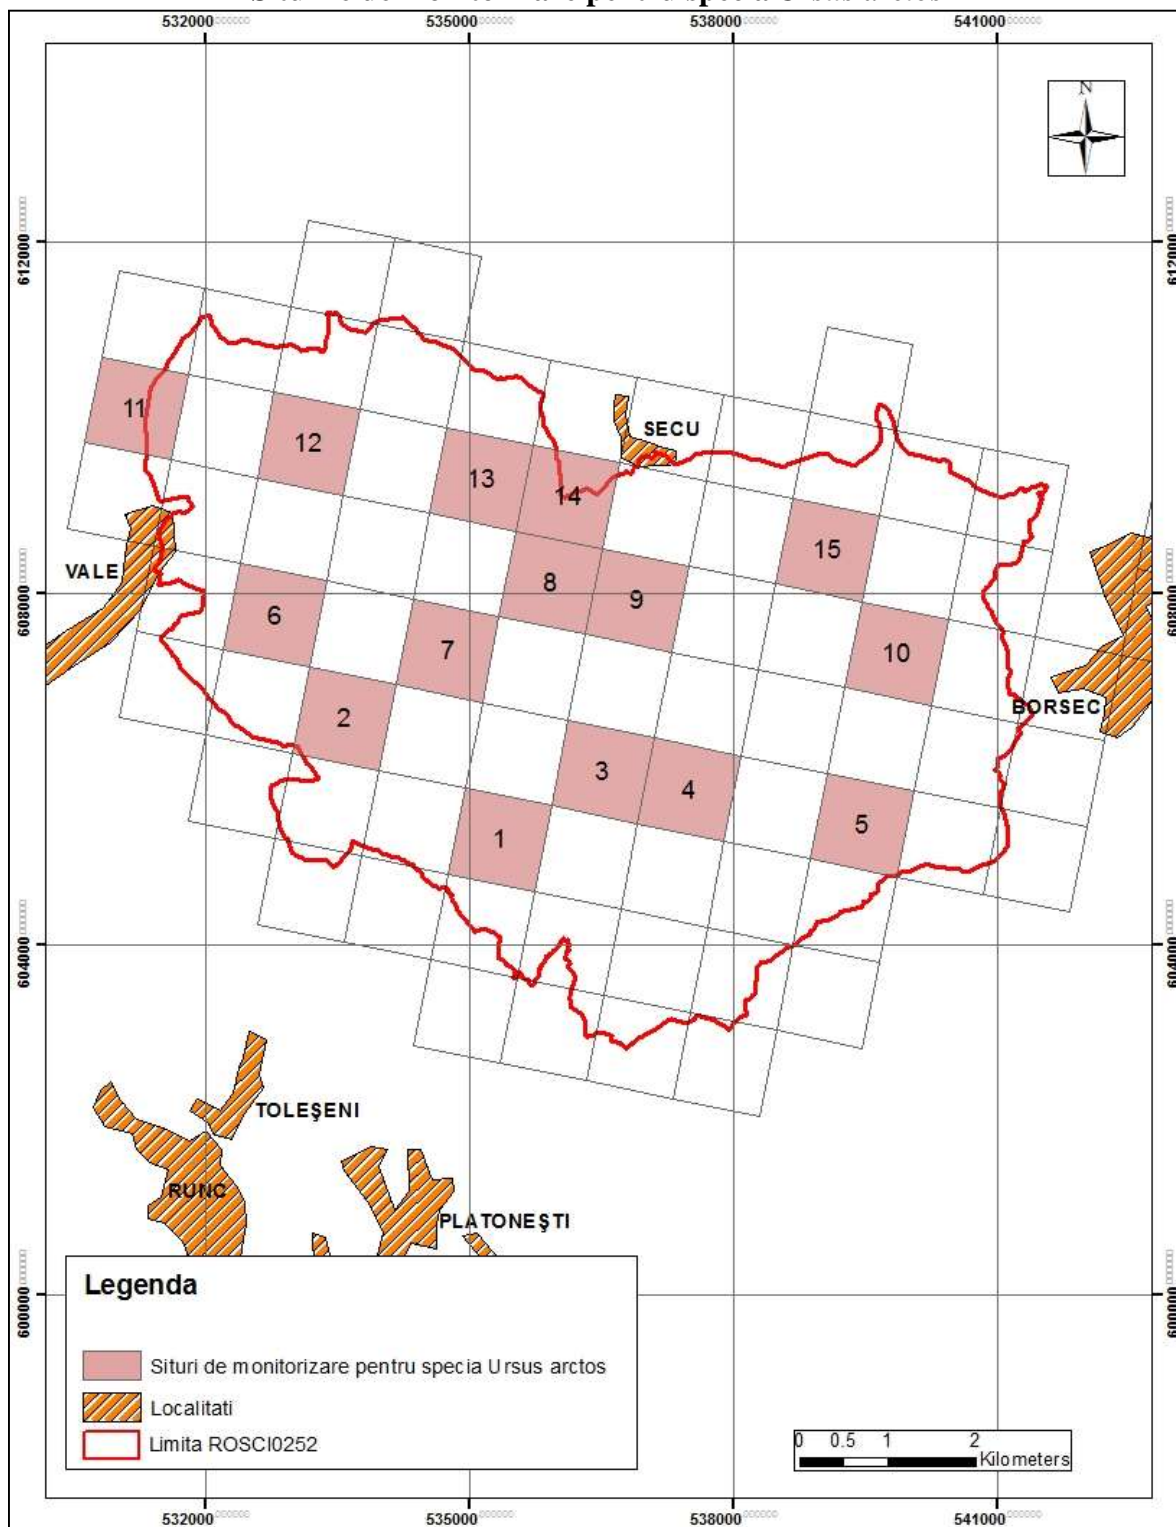 532000 535000 538000 541000
N
612000 612000
SECU
11
12
13
14
15
VALE
608000 608000
8
9
6
7
10
2
BORSEC
3
4
5
1
604000 604000
TOLEŞENI
RUNC
PLATONEŞTI
600000 600000
Legenda
Situri de monitorizare pentru specia Ursus arctos
Localitati
Limita ROSCI0252
0 0.5 1 2
Kilometers
532000 535000 538000 541000